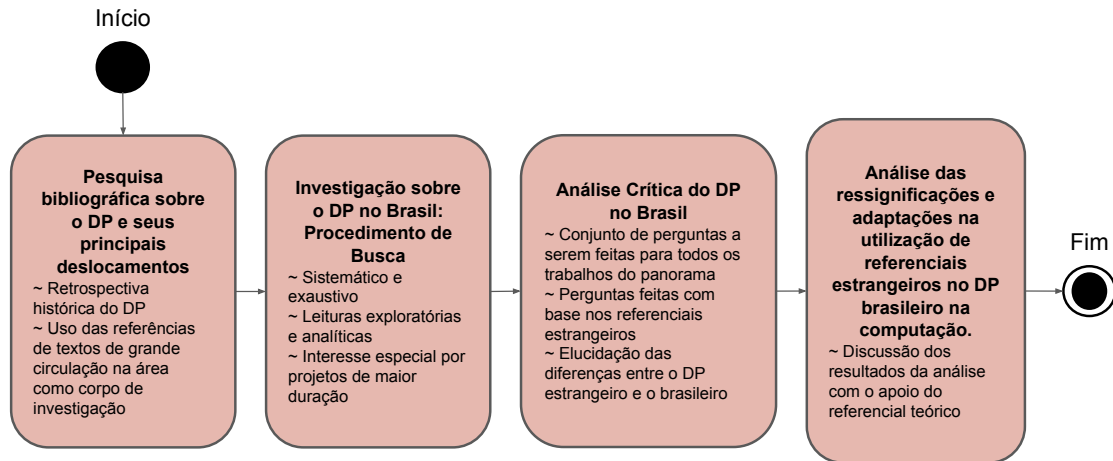 Início
Pesquisa
bibliográfica sobre
o DP e seus
principais
deslocamentos
~ Retrospectiva
histórica do DP
~ Uso das referências
de textos de grande
circulação na área
como corpo de
investigação
Investigação sobre
o DP no Brasil:
Procedimento de
Busca
~ Sistemático e
exaustivo
~ Leituras exploratórias
e analíticas
~ Interesse especial por
projetos de maior
duração
Análise Crítica do DP
no Brasil
~ Conjunto de perguntas a
serem feitas para todos os
trabalhos do panorama
~ Perguntas feitas com
base nos referenciais
estrangeiros
~ Elucidação das
diferenças entre o DP
estrangeiro e o brasileiro
Análise das
ressignificações e
adaptações na
utilização de
referenciais
estrangeiros no DP
brasileiro na
computação.
~ Discussão dos
resultados da análise
com o apoio do
referencial teórico
Fim